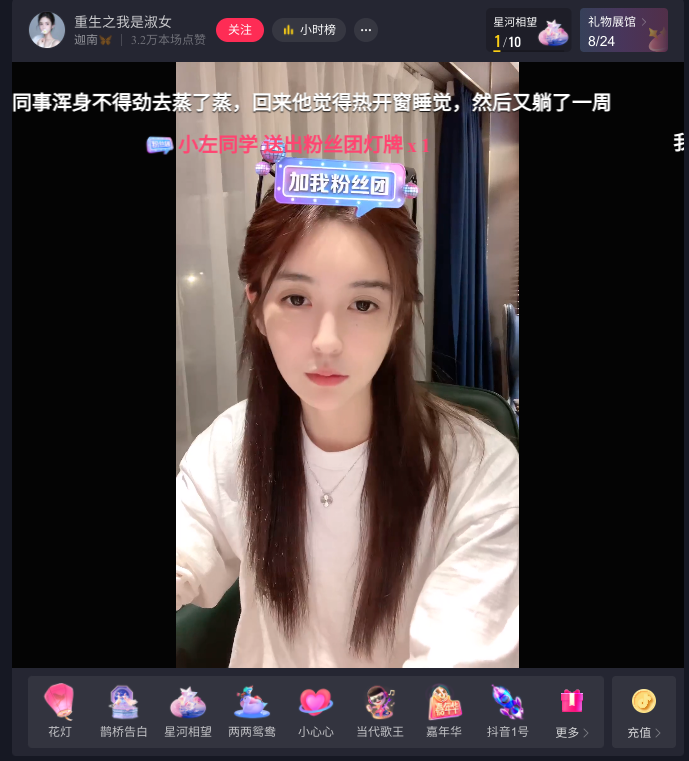 重生之我是淑女
迦南 3.2万本场点赞
关注
小时榜
星河相望
1/10
礼物展馆
8/24
同事浑身不得劲去蒸了蒸，回来他觉得热开窗睡觉，然后又躺了一周
小左同学 送出粉丝团灯牌 x 1
加我粉丝团
花灯
鹊桥告白
星河相望
两两鸳鸯
小心心
当代歌王
嘉年华
抖音1号
更多
充值